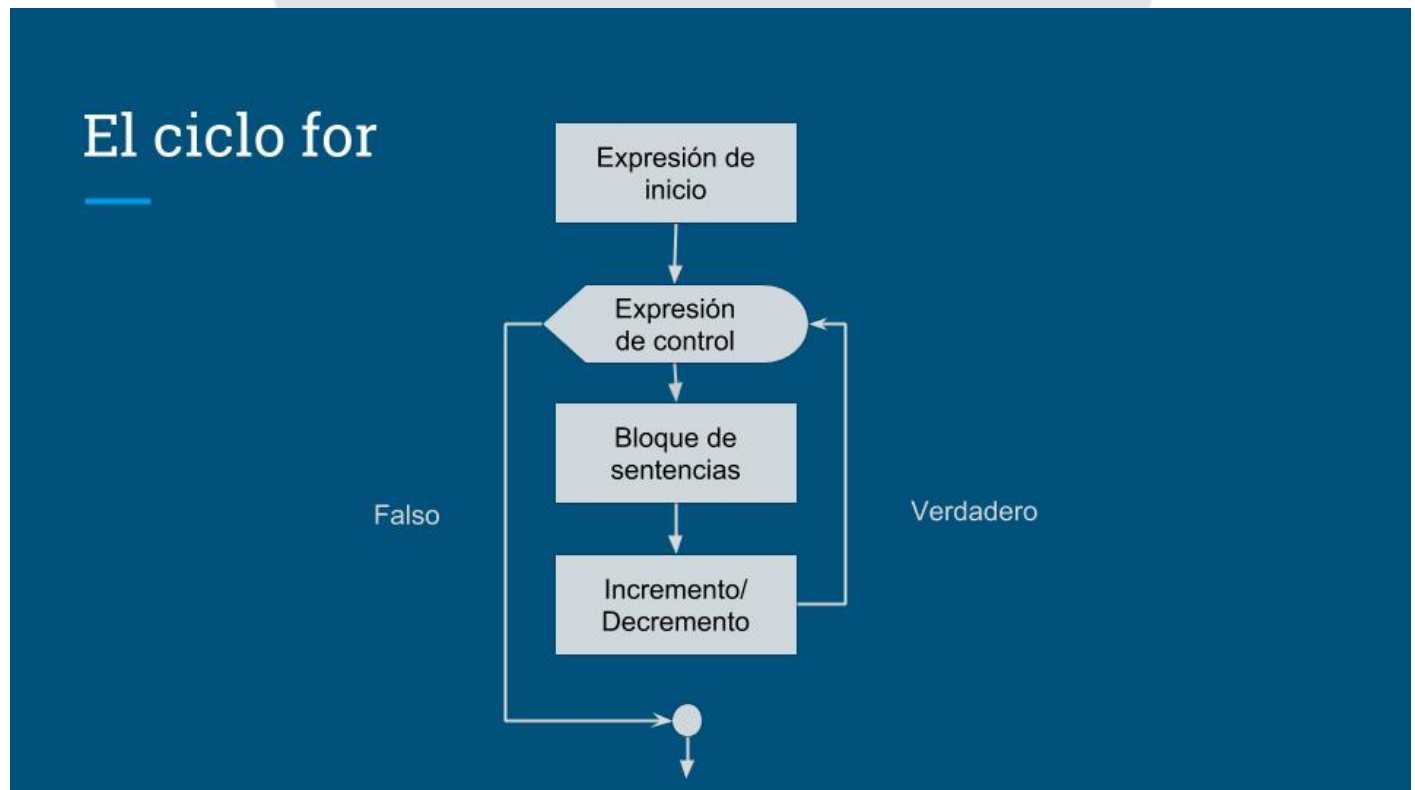 El ciclo for
Expresión de
inicio
Expresión
de control
Bloque de
sentencias
Falso
Verdadero
Incremento/
Decremento